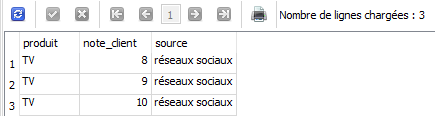 1 Nombre de lignes chargées : 3
produit note_client source
1 TV 8 réseaux sociaux
2 TV 9 réseaux sociaux
3 TV 10 réseaux sociaux